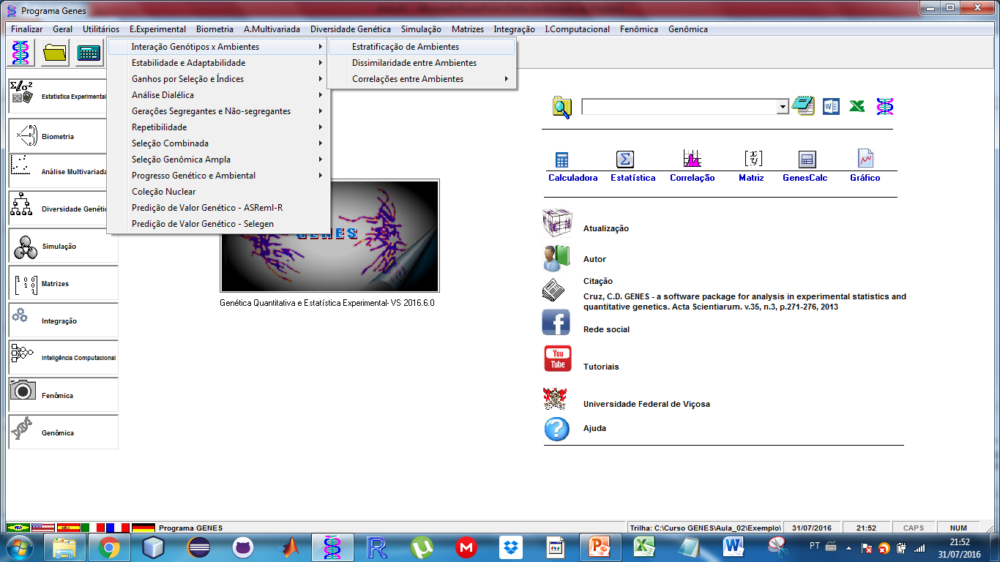 Programa Genes
Finalizar Geral Utilitários E.Experimental Biometria A.Multivariada Diversidade Genética Simulação Matrizes Integração I.Computacional Fenômica Genômica
Interação Genótipos x Ambientes
Estabilidade e Adaptabilidade
Ganhos por Seleção e Índices
Análise Dialélica
Gerações Segregantes e Não-segregantes
Repetibilidade
Seleção Combinada
Seleção Genômica Ampla
Progresso Genético e Ambiental
Coleção Nuclear
Predição de Valor Genético - ASReml-R
Predição de Valor Genético - Selegen
Estratificação de Ambientes
Dissimilaridade entre Ambientes
Correlações entre Ambientes
Σ/σ²
Estatística Experimental
Biometria
Análise Multivariada
Diversidade Genétic
Simulação
Matrizes
Integração
Inteligência Computacional
Fenômica
Genômica
GENES
Genética Quantitativa e Estatística Experimental- VS 2016.6.0
Calculadora Estatística Correlação Matriz GenesCalc Gráfico
Atualização
Autor
Citação
Cruz, C.D. GENES - a software package for analysis in experimental statistics and
quantitative genetics. Acta Scientiarum. v.35, n.3, p.271-276, 2013
Rede social
You
Tube
Tutoriais
Universidade Federal de Viçosa
Ajuda
Programa GENES
Trilha: C:\Curso GENES\Aula_02\Exemplo\ 31/07/2016 21:52 CAPS NUM
PT
21:52
31/07/2016